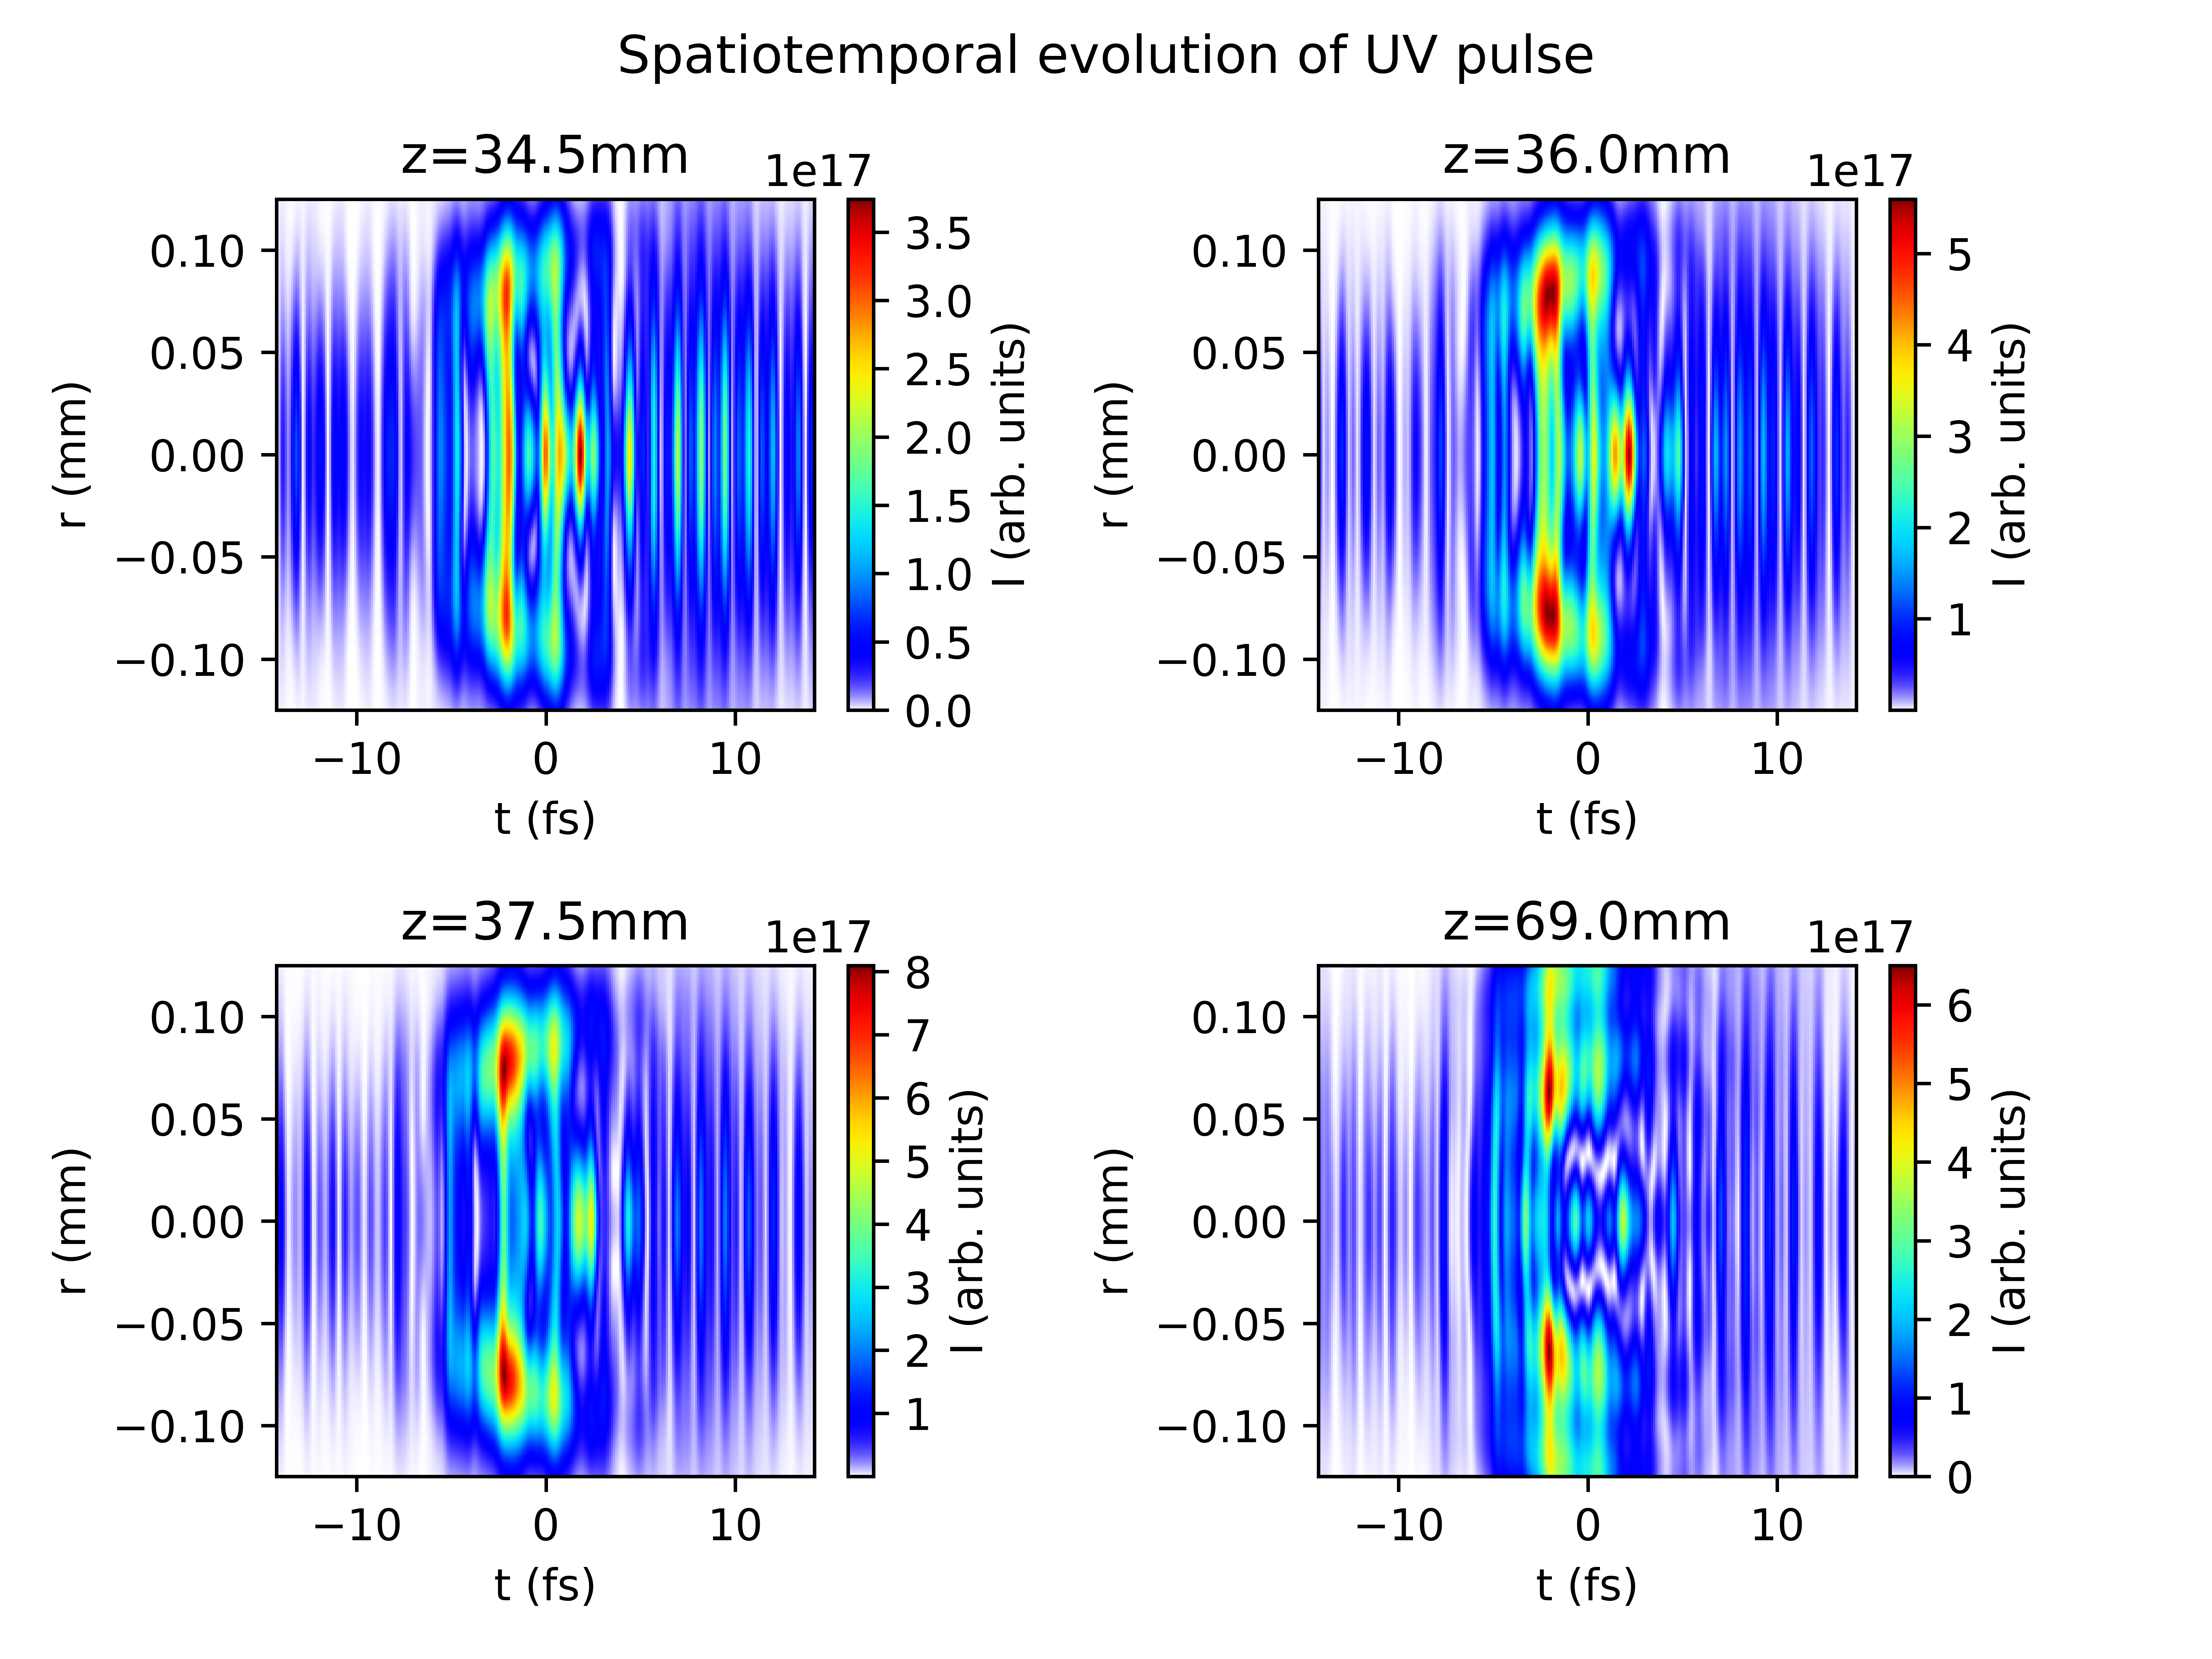 Spatiotemporal evolution of UV pulse
z=34.5mm
1e17
r (mm)
0.10
0.05
0.00
−0.05
−0.10
−10 0 10
t (fs)
3.5
3.0
2.5
2.0
1.5
1.0
0.5
0.0
I (arb. units)
z=36.0mm
1e17
r (mm)
0.10
0.05
0.00
−0.05
−0.10
−10 0 10
t (fs)
5
4
3
2
1
I (arb. units)
z=37.5mm
1e17
r (mm)
0.10
0.05
0.00
−0.05
−0.10
−10 0 10
t (fs)
8
7
6
5
4
3
2
1
I (arb. units)
z=69.0mm
1e17
r (mm)
0.10
0.05
0.00
−0.05
−0.10
−10 0 10
t (fs)
6
5
4
3
2
1
0
I (arb. units)